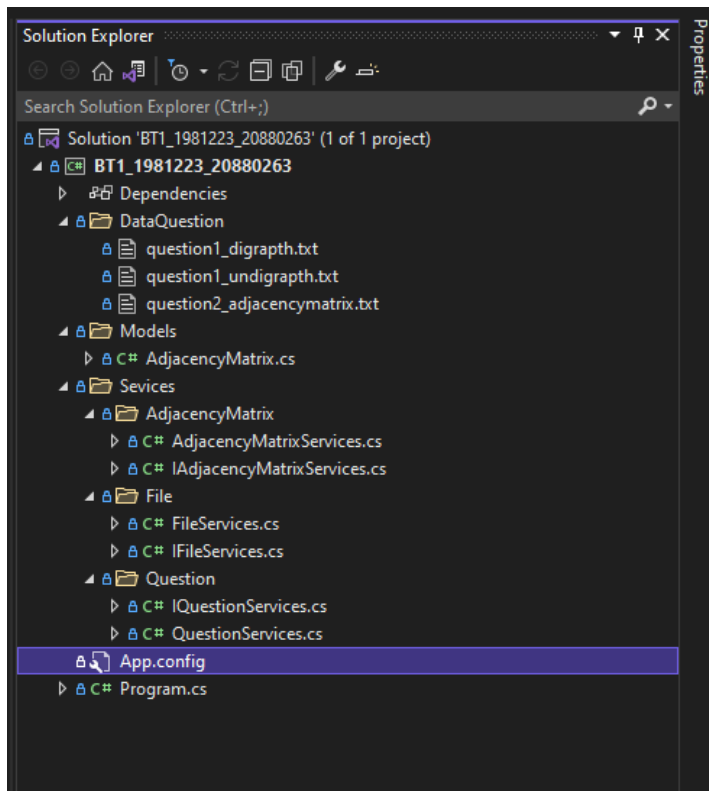 Solution Explorer
Search Solution Explorer (Ctrl+;)
Solution 'BT1_1981223_20880263' (1 of 1 project)
C# BT1_1981223_20880263
Dependencies
DataQuestion
question1_digrapth.txt
question1_undigrapth.txt
question2_adjacencymatrix.txt
Models
C# AdjacencyMatrix.cs
Sevices
AdjacencyMatrix
C# AdjacencyMatrixServices.cs
C# IAdjacencyMatrixServices.cs
File
C# FileServices.cs
C# IFileServices.cs
Question
C# IQuestionServices.cs
C# QuestionServices.cs
App.config
C# Program.cs
Properties